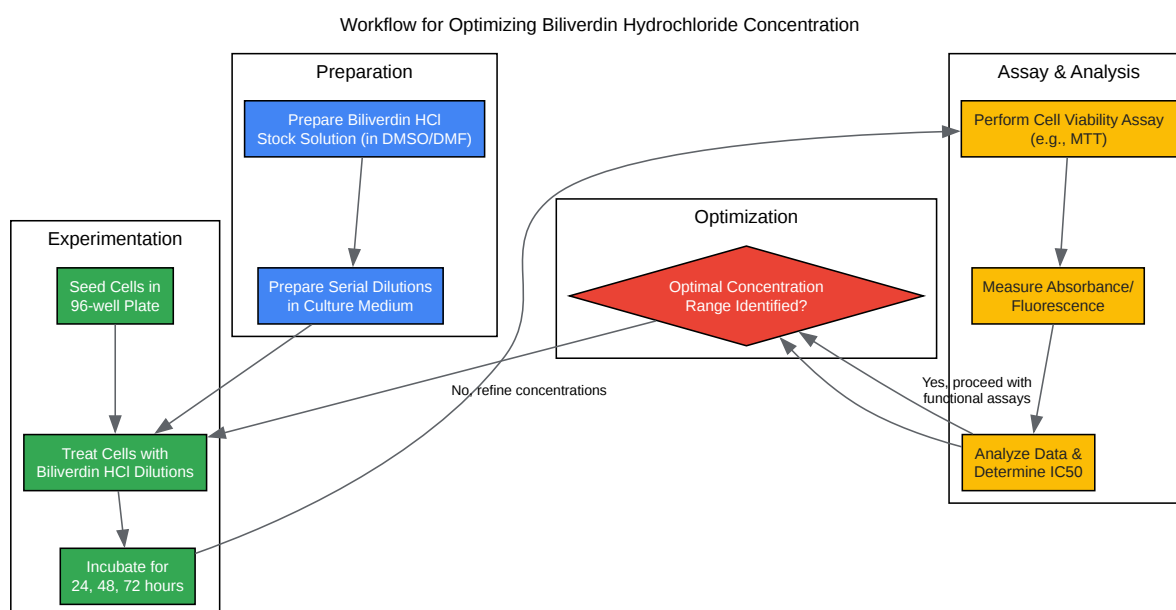 Workflow for Optimizing Biliverdin Hydrochloride Concentration
Preparation
Prepare Biliverdin HCl
Stock Solution (in DMSO/DMF)
Prepare Serial Dilutions
in Culture Medium
Experimentation
Seed Cells in
96-well Plate
Treat Cells with
Biliverdin HCl Dilutions
Incubate for
24, 48, 72 hours
Optimization
Optimal Concentration
Range Identified?
No, refine concentrations
Yes, proceed with
functional assays
Assay & Analysis
Perform Cell Viability Assay
(e.g., MTT)
Measure Absorbance/
Fluorescence
Analyze Data &
Determine IC50